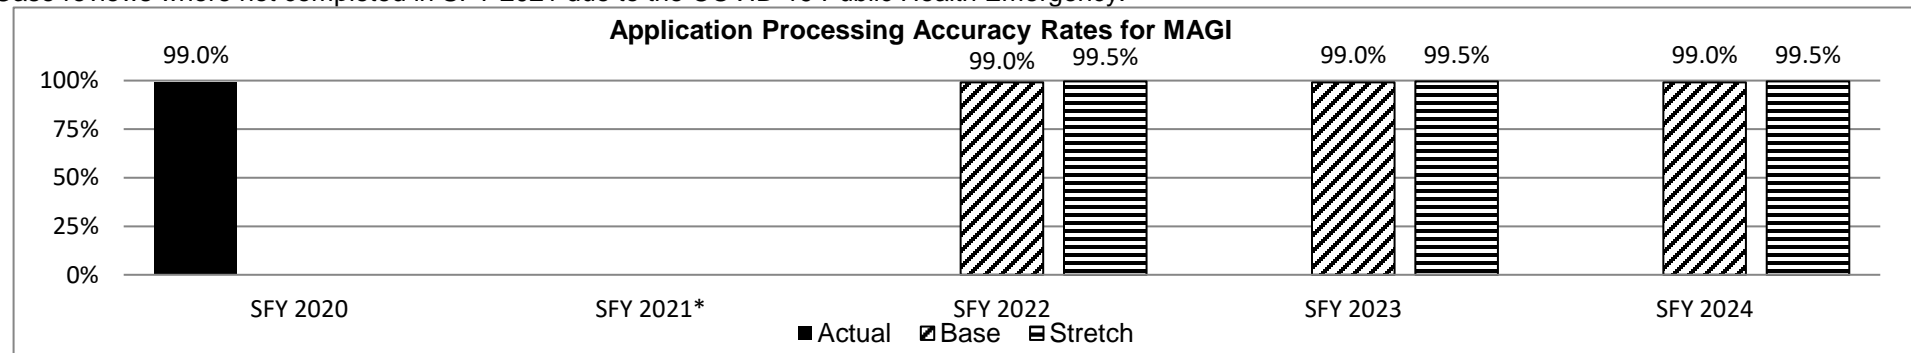 Application Processing Accuracy Rates for MAGI
99.0%
99.0% 99.5% 99.0% 99.5% 99.0% 99.5%
100%
75%
50%
25%
0%
SFY 2020 SFY 2021* SFY 2022 SFY 2023 SFY 2024
Actual Base Stretch